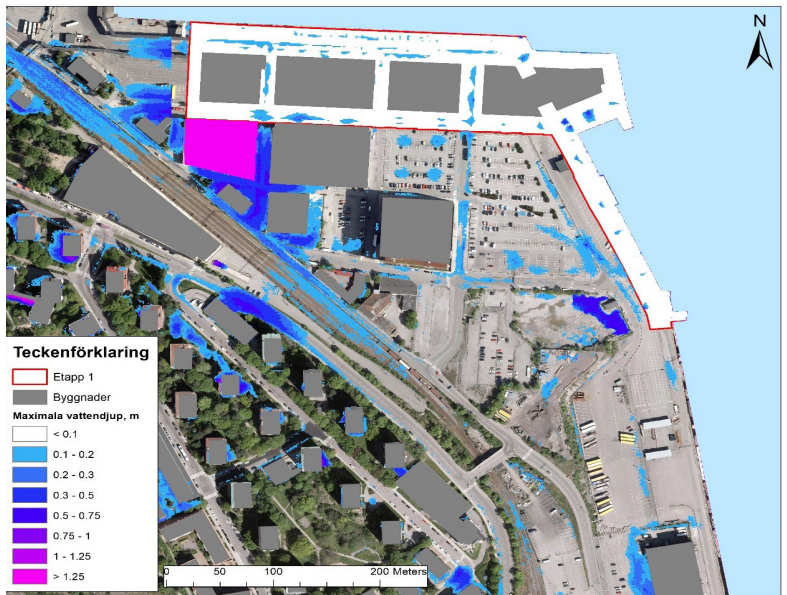 N
Teckenförklaring
Etapp 1
Byggnader
Maximala vattendjup, m
< 0.1
0.1 - 0.2
0.2 - 0.3
0.3 - 0.5
0.5 - 0.75
0.75 - 1
1 - 1.25
> 1.25
0 50 100 200 Meters